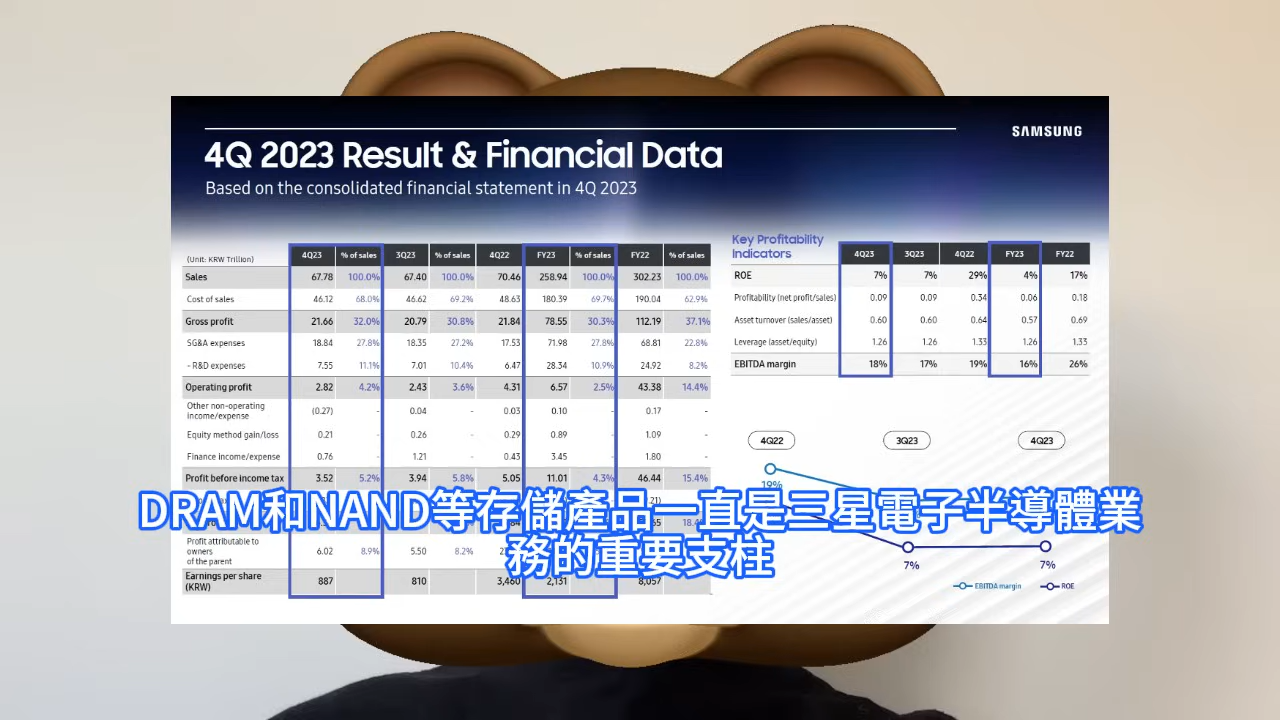 SAMSUNG
4Q 2023 Result & Financial Data
Based on the consolidated financial statement in 4Q 2023
(Unit: KRW Trillion) 4Q23 % of sales 3Q23 % of sales 4Q22 FY23 % of sales FY22 % of sales
Sales 67.78 100.0% 67.40 100.0% 70.46 258.94 100.0% 302.23 100.0%
Cost of sales 46.12 68.0% 46.62 69.2% 48.63 180.39 69.7% 190.04 62.9%
Gross profit 21.66 32.0% 20.79 30.8% 21.84 78.55 30.3% 112.19 37.1%
SG&A expenses 18.84 27.8% 18.35 27.2% 17.53 71.98 27.8% 68.81 22.8%
- R&D expenses 7.55 11.1% 7.01 10.4% 6.47 28.34 10.9% 24.92 8.2%
Operating profit 2.82 4.2% 2.43 3.6% 4.31 6.57 2.5% 43.38 14.4%
Other non-operating
income/expense (0.27) - 0.04 - 0.03 0.10 - 0.17 -
Equity method gain/loss 0.21 - 0.26 - 0.29 0.89 - 1.09 -
Finance income/expense 0.76 - 1.21 - 0.43 3.45 - 1.80 -
Profit before income tax 3.52 5.2% 3.94 5.8% 5.05 11.01 4.3% 46.44 15.4%
Profit attributable to
owners
of the parent 6.02 8.9% 5.50 8.2%
Earnings per share
(KRW) 887 810 3,460 2,131 8,057
Key Profitability
Indicators 4Q23 3Q23 4Q22 FY23 FY22
ROE 7% 7% 29% 4% 17%
Profitability (net profit/sales) 0.09 0.09 0.34 0.06 0.18
Asset turnover (sales/asset) 0.60 0.60 0.64 0.57 0.69
Leverage (asset/equity) 1.26 1.26 1.33 1.26 1.33
EBITDA margin 18% 17% 19% 16% 26%
4Q22 3Q23 4Q23
19%
7% 7%
EBITDA margin ROE
DRAM和NAND等存儲產品一直是三星電子半導體業
務的重要支柱